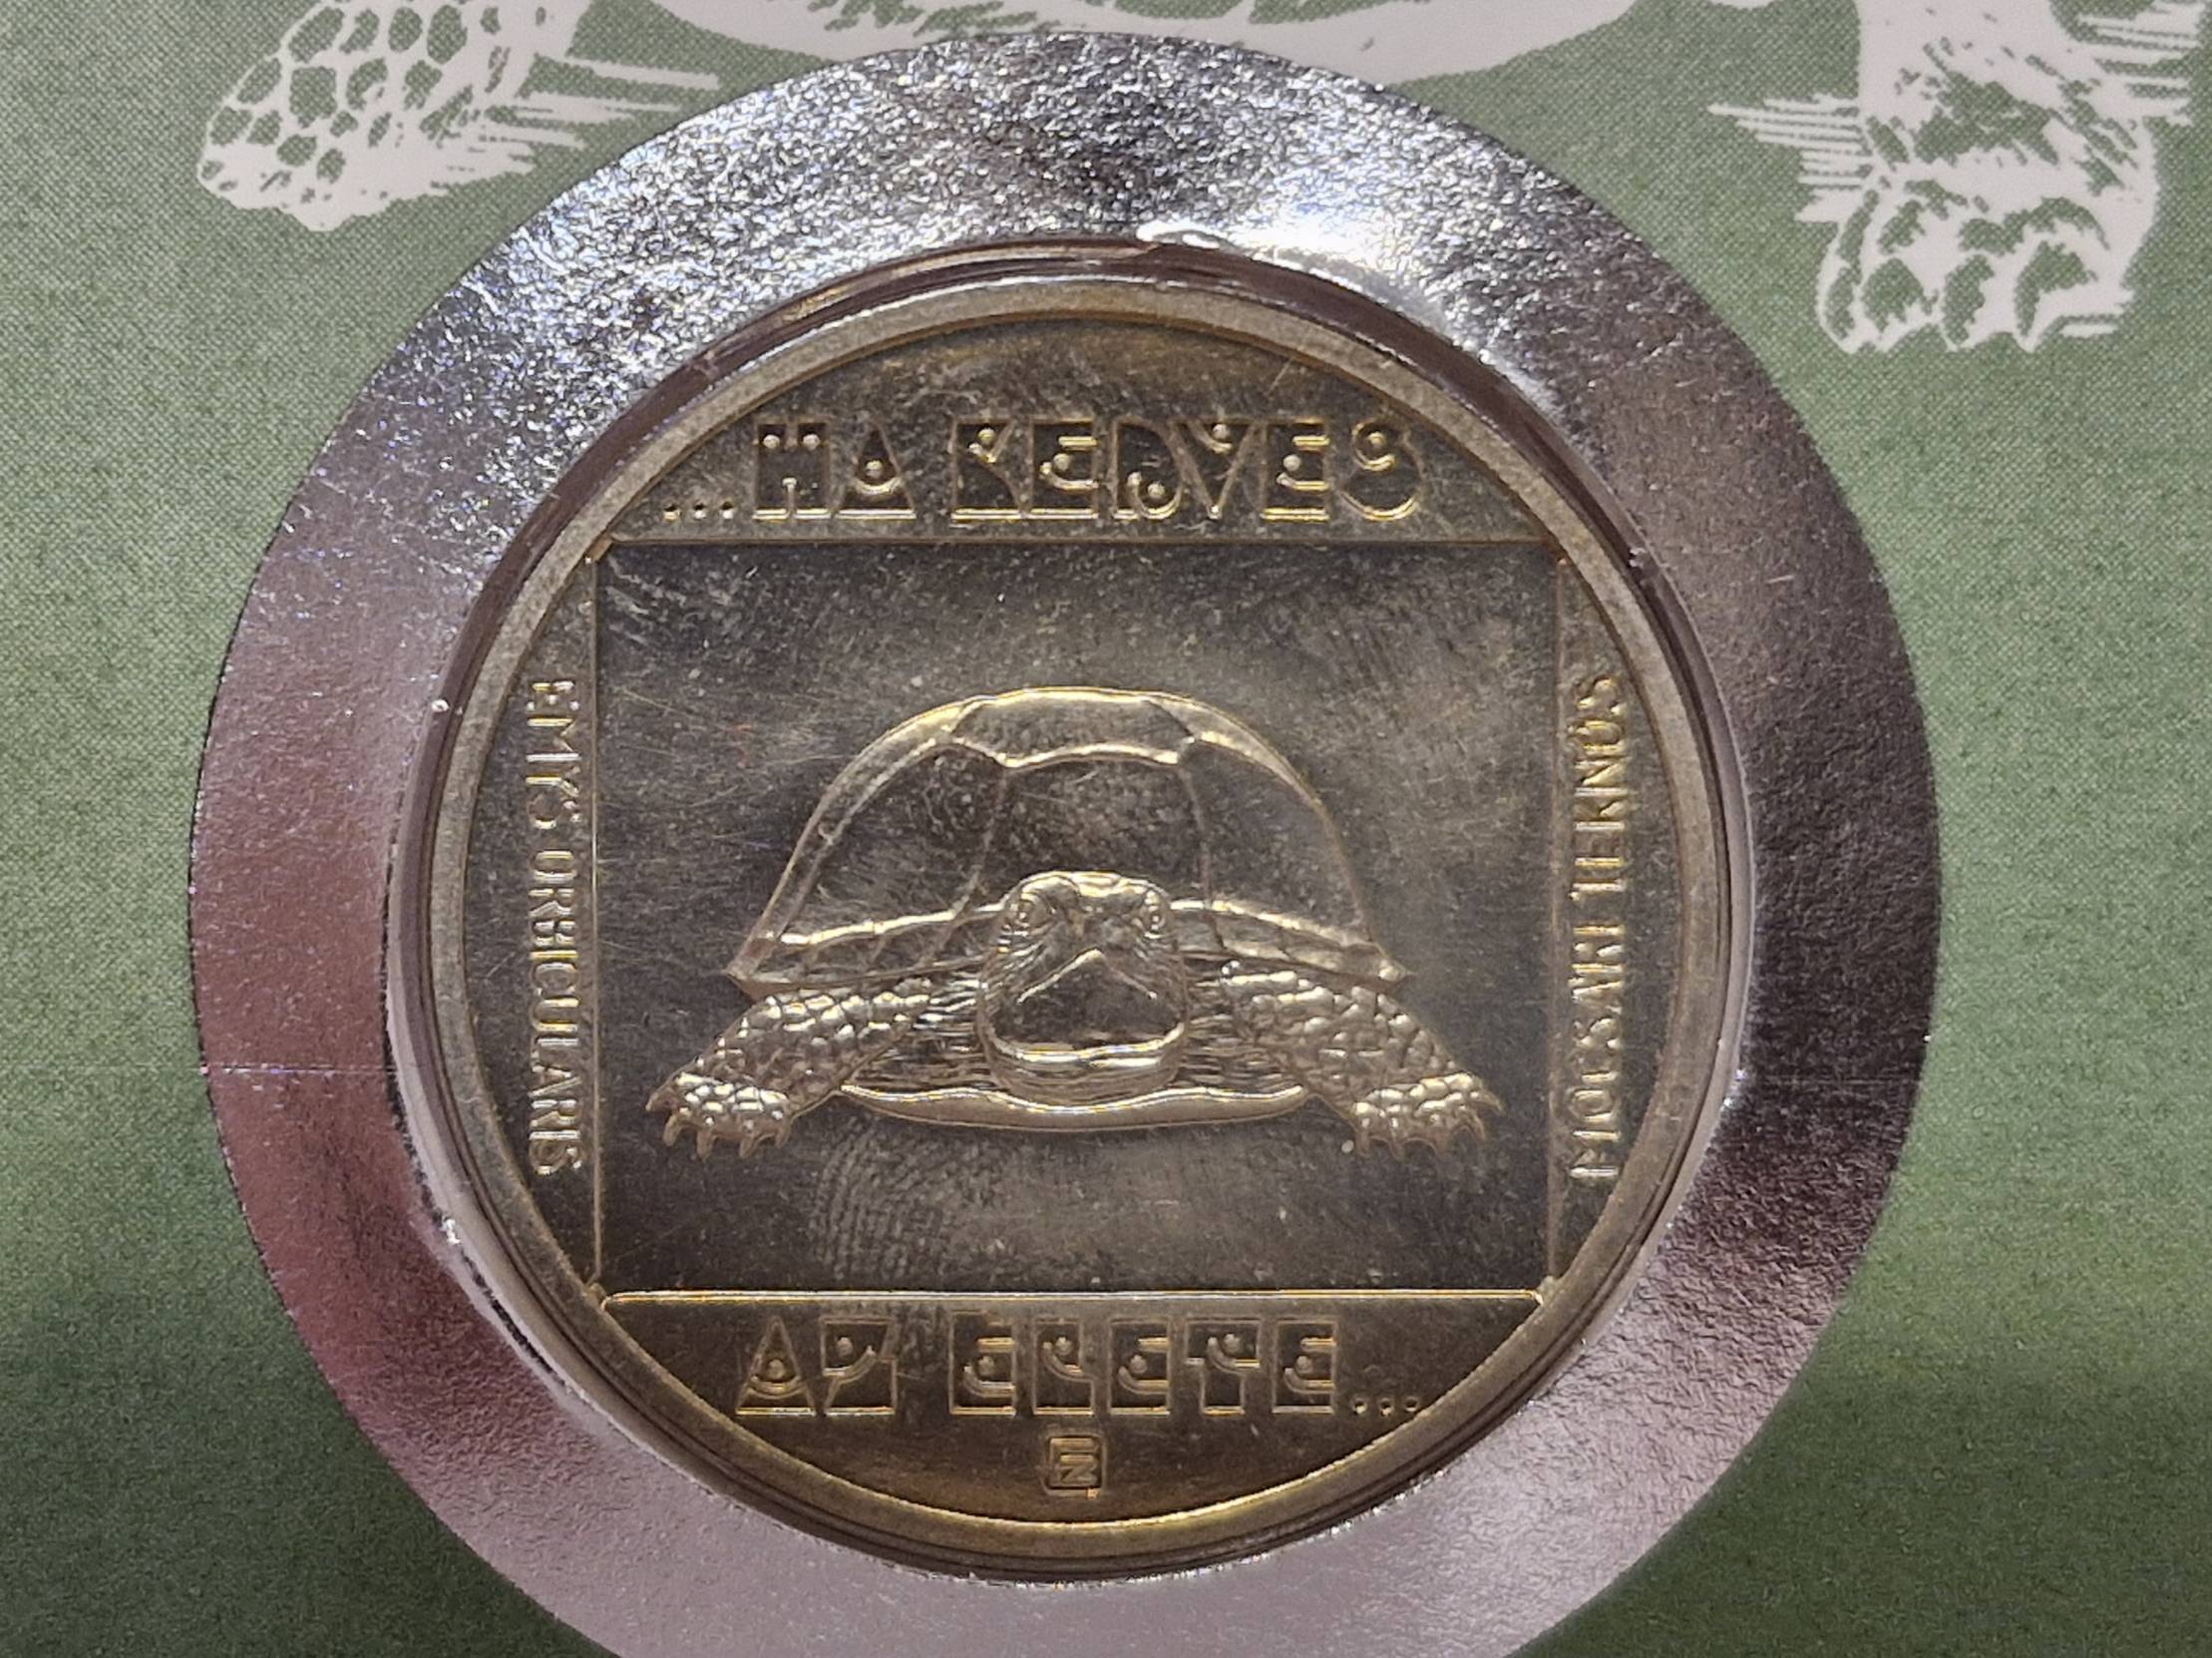 ...HA KEDVES
EMYS ORBICULARIS
MOCSÁRI TEKNŐS
AZ ÉLETE...